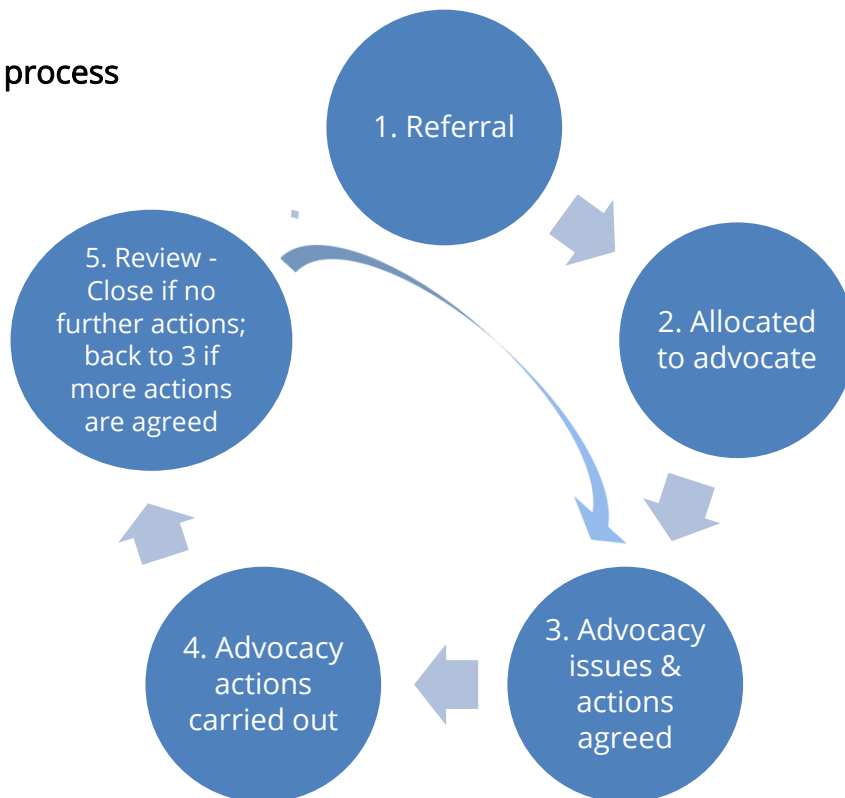 process
1. Referral
2. Allocated
to advocate
3. Advocacy
issues &
actions
agreed
4. Advocacy
actions
carried out
5. Review -
Close if no
further actions;
back to 3 if
more actions
are agreed